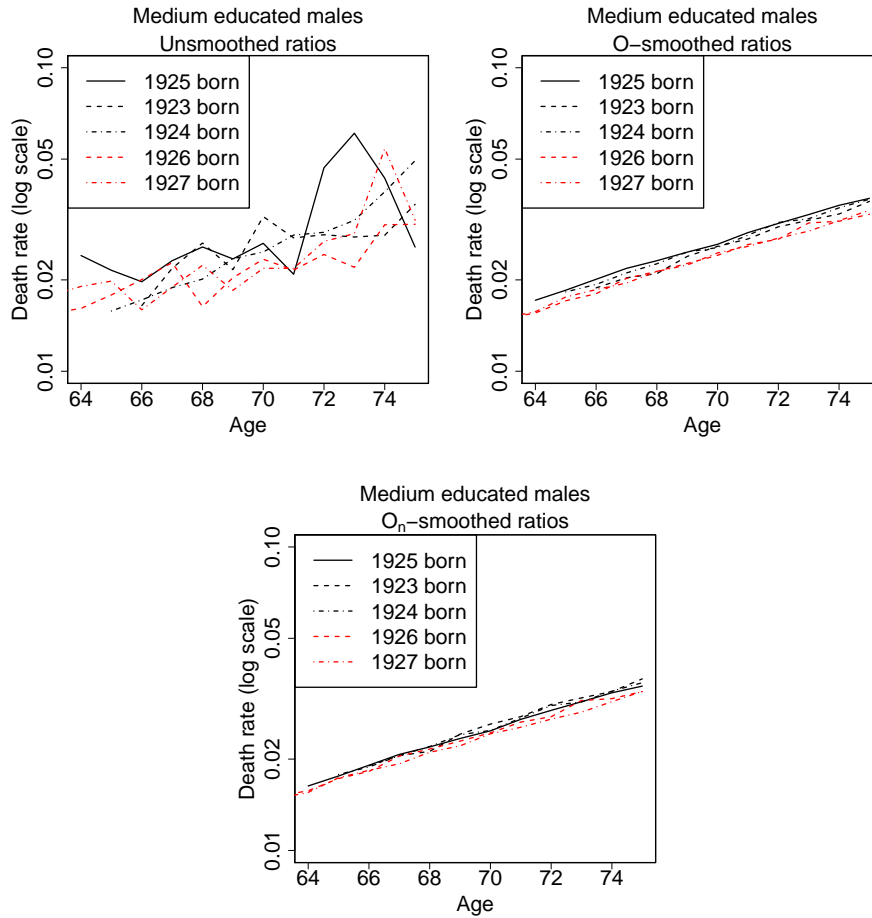 Medium educated males
Unsmoothed ratios
0.10
0.05
0.02
0.01
Death rate (log scale)
1925 born
1923 born
1924 born
1926 born
1927 born
64 66 68 70 72 74
Age
Medium educated males
O−smoothed ratios
0.10
0.05
0.02
0.01
Death rate (log scale)
1925 born
1923 born
1924 born
1926 born
1927 born
64 66 68 70 72 74
Age
Medium educated males
Oₙ−smoothed ratios
0.10
0.05
0.02
0.01
Death rate (log scale)
1925 born
1923 born
1924 born
1926 born
1927 born
64 66 68 70 72 74
Age